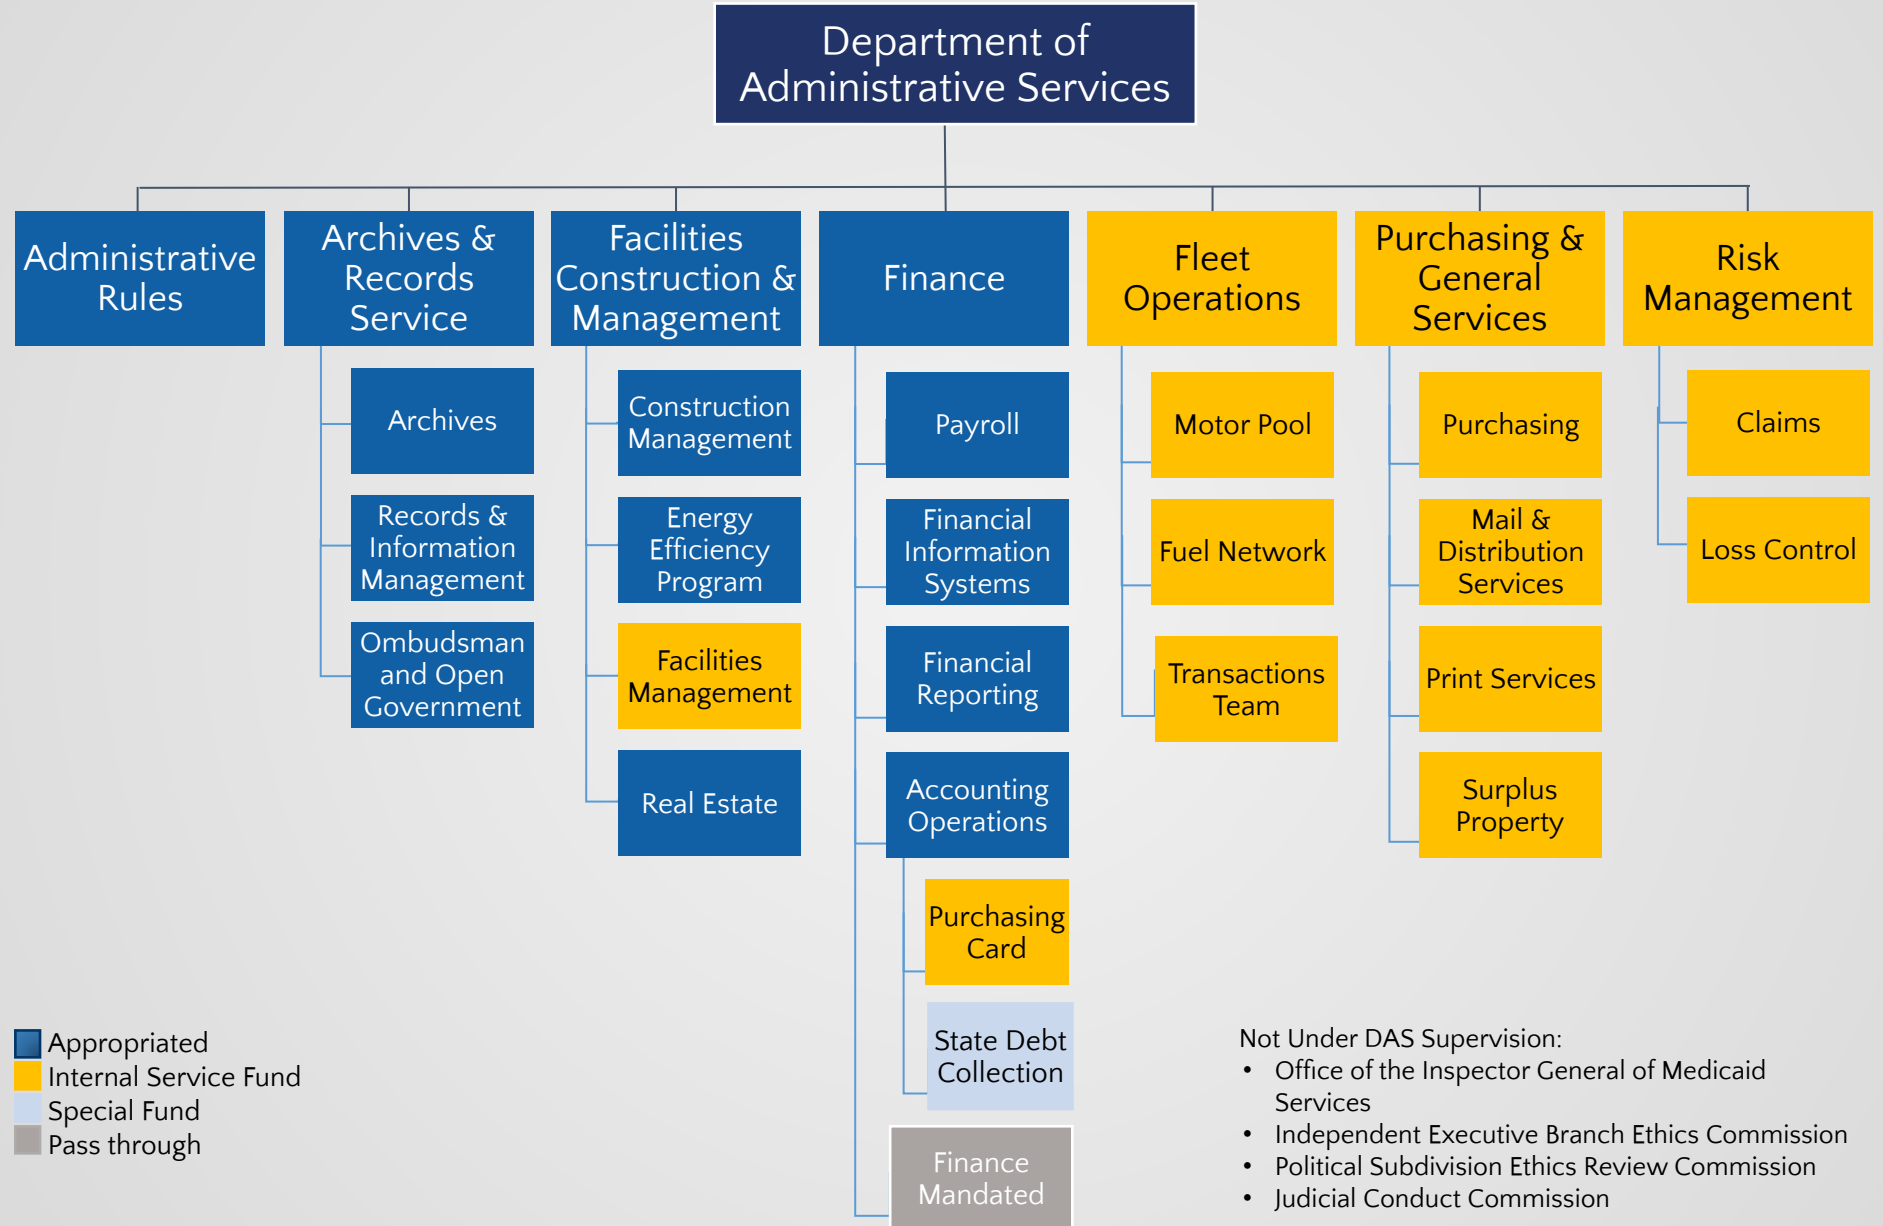 Department of
Administrative Services
Administrative
Rules
Archives &
Records
Service
Facilities
Construction &
Management
Finance
Fleet
Operations
Purchasing &
General
Services
Risk
Management
Archives
Records &
Information
Management
Ombudsman
and Open
Government
Construction
Management
Energy
Efficiency
Program
Facilities
Management
Real Estate
Payroll
Financial
Information
Systems
Financial
Reporting
Accounting
Operations
Purchasing
Card
State Debt
Collection
Finance
Mandated
Motor Pool
Fuel Network
Transactions
Team
Purchasing
Mail &
Distribution
Services
Print Services
Surplus
Property
Claims
Loss Control
Appropriated
Internal Service Fund
Special Fund
Pass through
Not Under DAS Supervision:
• Office of the Inspector General of Medicaid
Services
• Independent Executive Branch Ethics Commission
• Political Subdivision Ethics Review Commission
• Judicial Conduct Commission